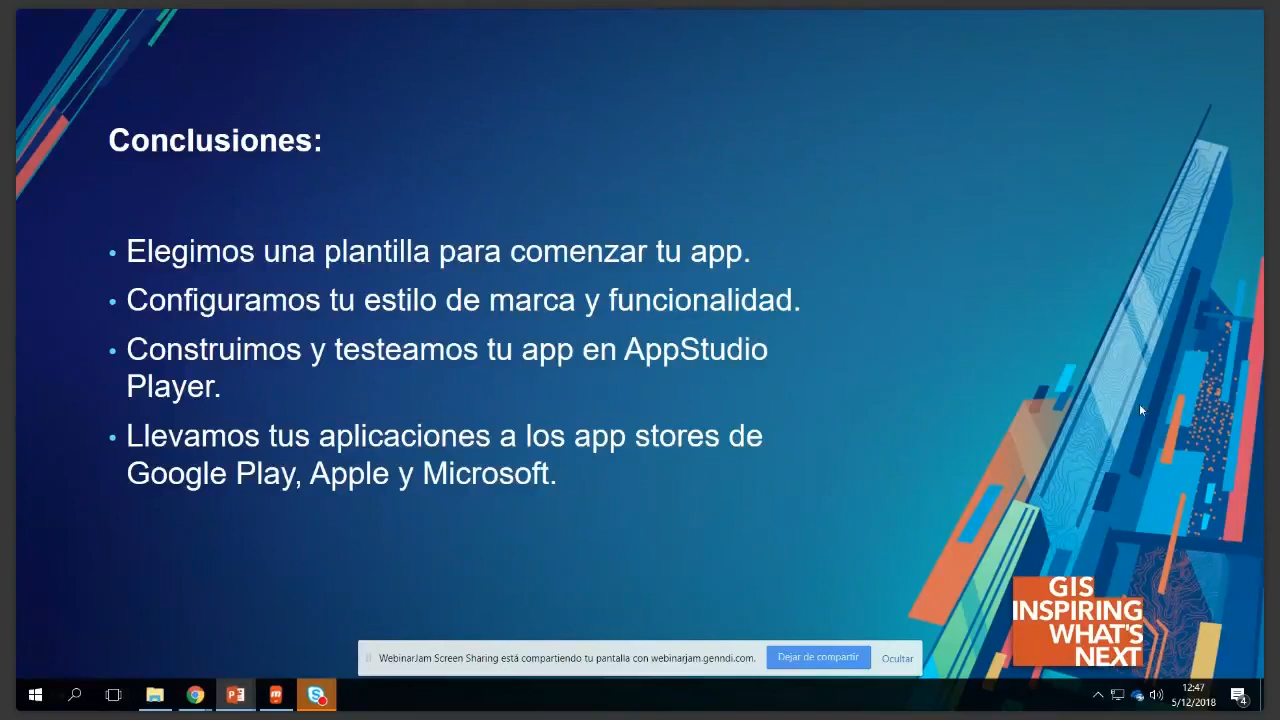 Conclusiones:
• Elegimos una plantilla para comenzar tu app.
• Configuramos tu estilo de marca y funcionalidad.
• Construimos y testeamos tu app en AppStudio
Player.
• Llevamos tus aplicaciones a los app stores de
Google Play, Apple y Microsoft.
GIS
INSPIRING
WHAT'S
NEXT
WebinarJam Screen Sharing está compartiendo tu pantalla con webinarjam.genndi.com.
Dejar de compartir
Ocultar
12:47
5/12/2018
4